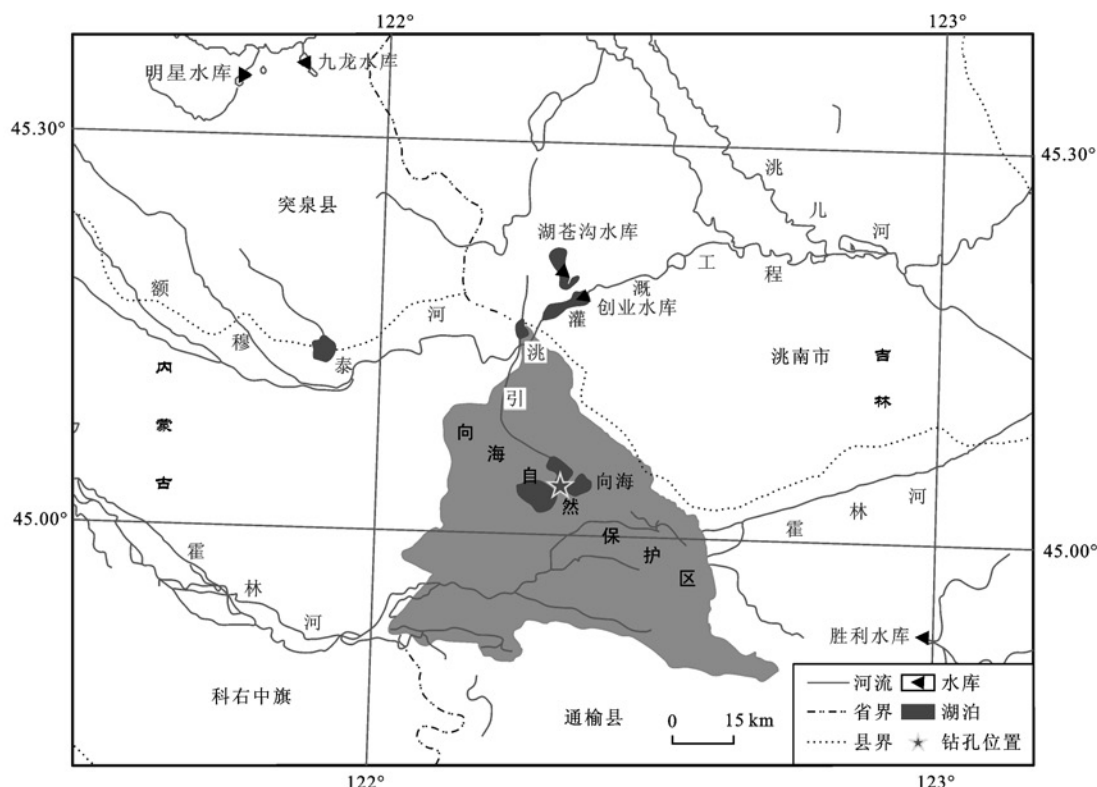 122°
123°
明星水库
九龙水库
45.30°
45.30°
突泉县
洮儿河
湖苍沟水库
引洮灌溉工程
创业水库
额穆泰河
洮南市
吉林
内蒙古
向海自然保护区
向海
45.00°
45.00°
霍林河
霍林河
胜利水库
科右中旗
通榆县
0 15 km
河流 水库
省界 湖泊
县界 钻孔位置
122°
123°